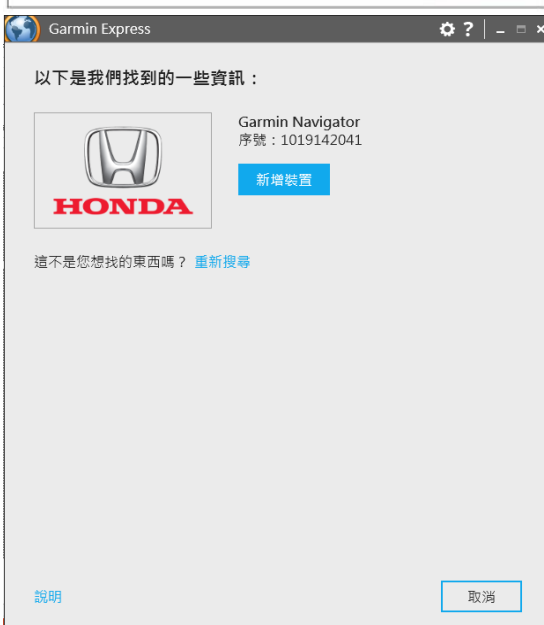 Garmin Express
以下是我們找到的一些資訊：
HONDA
Garmin Navigator
序號：1019142041
新增裝置
這不是您想找的東西嗎？ 重新搜尋
說明
取消